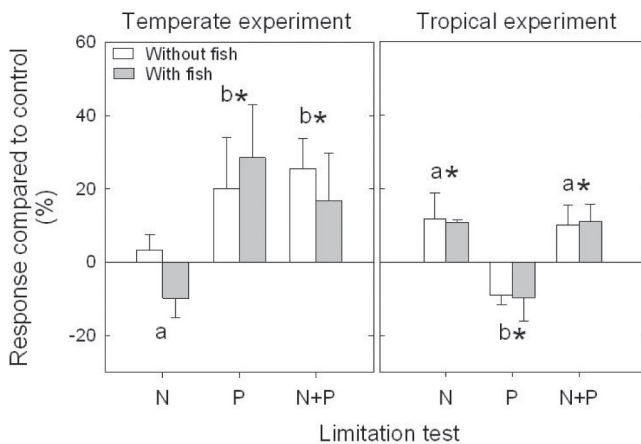 Temperate experiment
Tropical experiment
Response compared to control
(%)
60
40
20
0
-20
Without fish
With fish
b*
b*
a
a*
a*
b*
N
P
N+P
N
P
N+P
Limitation test